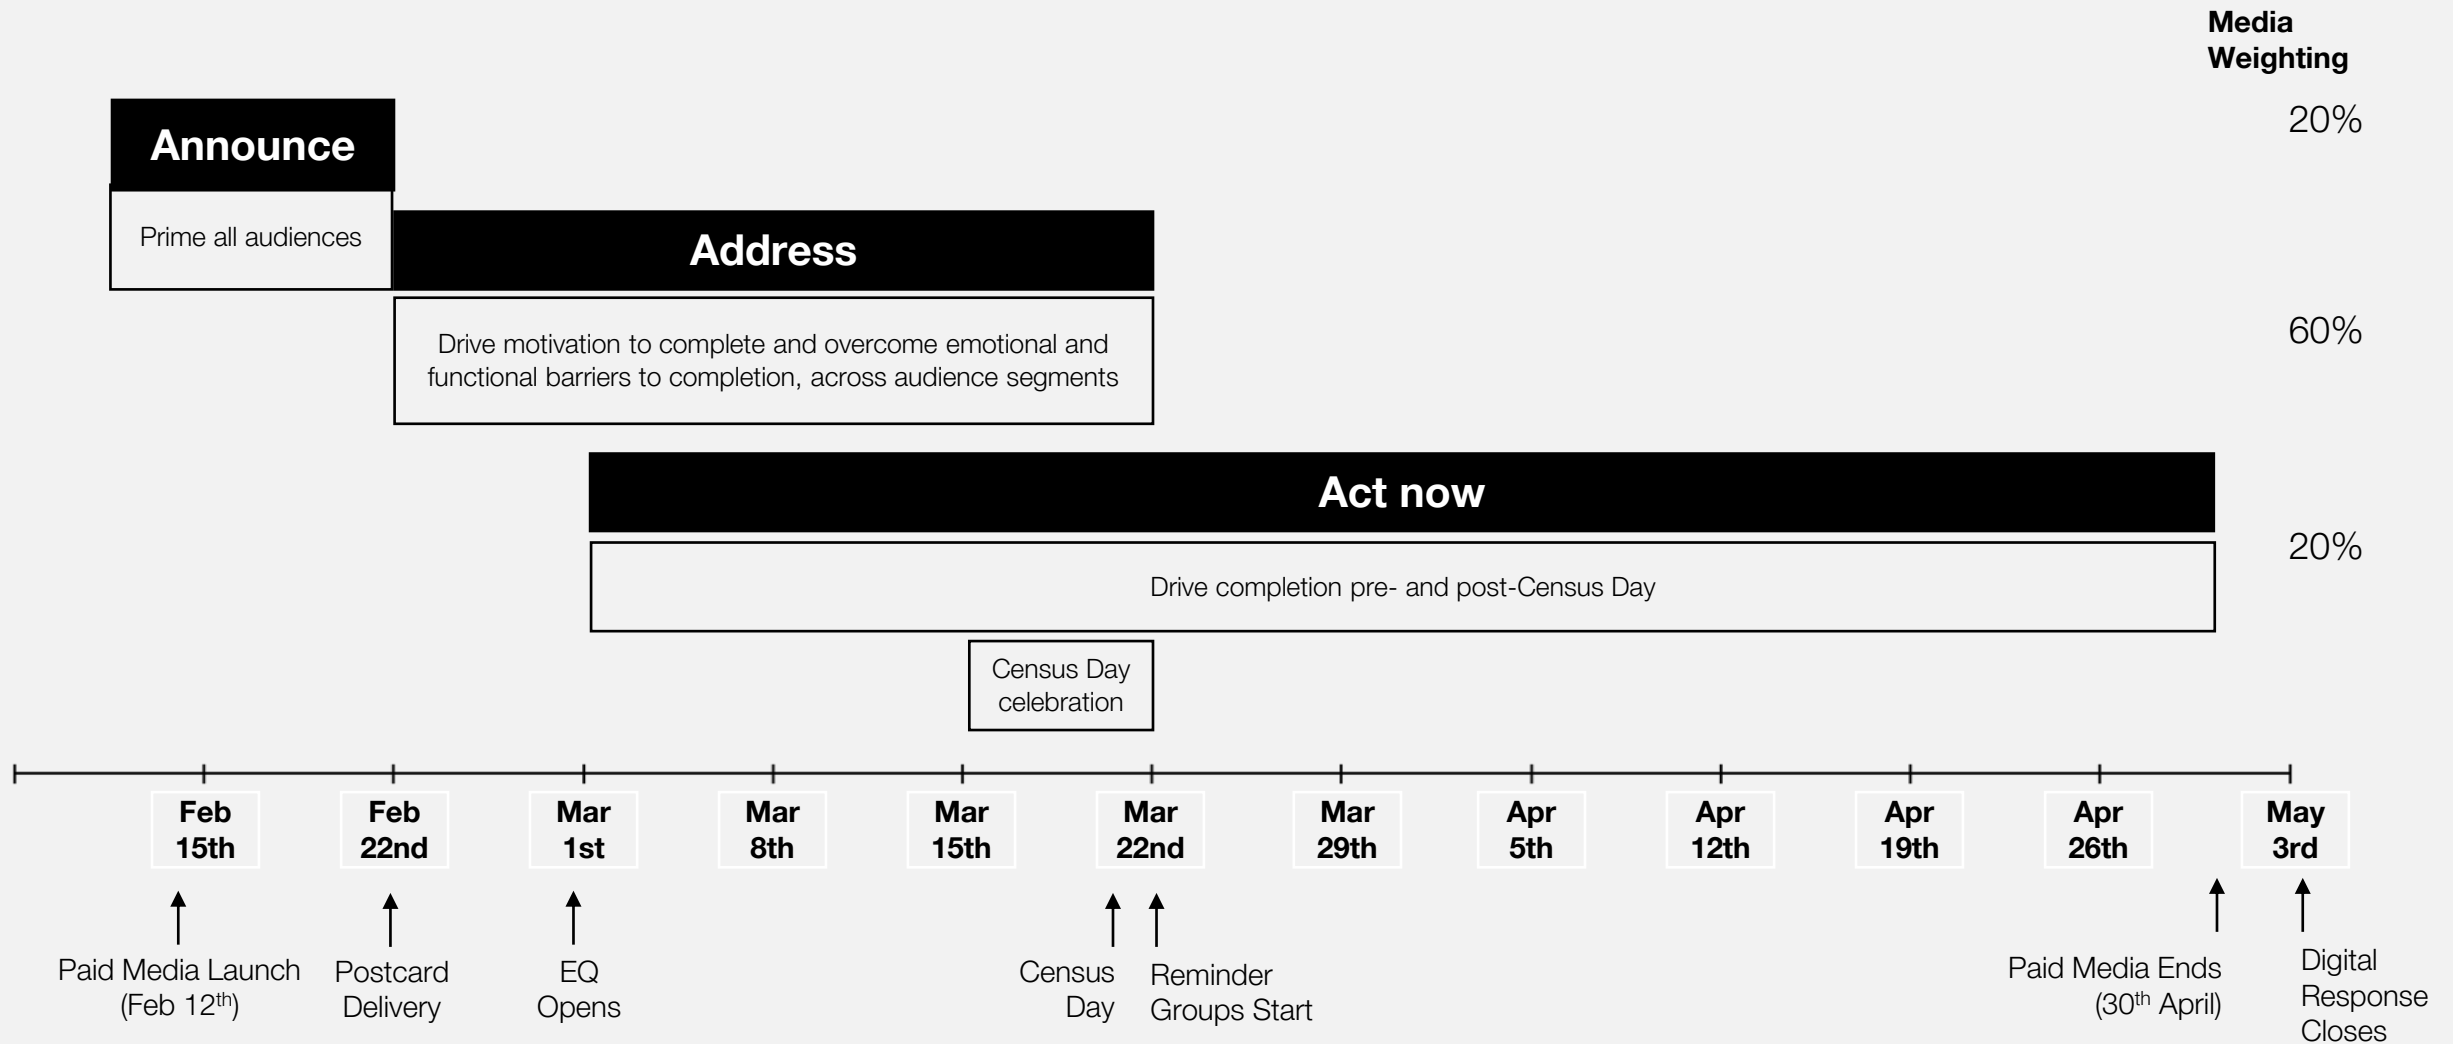 Media
Weighting
Announce
20%
Prime all audiences
Address
Drive motivation to complete and overcome emotional and
functional barriers to completion, across audience segments
60%
Act now
20%
Drive completion pre- and post-Census Day
Census Day
celebration
Feb
15th
Feb
22nd
Mar
1st
Mar
8th
Mar
15th
Mar
22nd
Mar
29th
Apr
5th
Apr
12th
Apr
19th
Apr
26th
May
3rd
Paid Media Launch
(Feb 12th)
Postcard
Delivery
EQ
Opens
Census
Day
Reminder
Groups Start
Paid Media Ends
(30th April)
Digital
Response
Closes